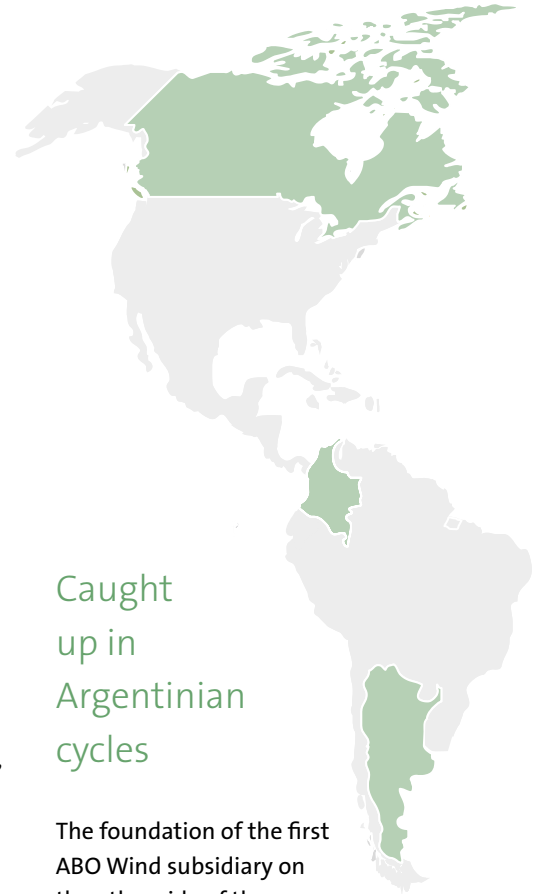 Caught
up in
Argentinian
cycles
The foundation of the first
ABO Wind subsidiary on